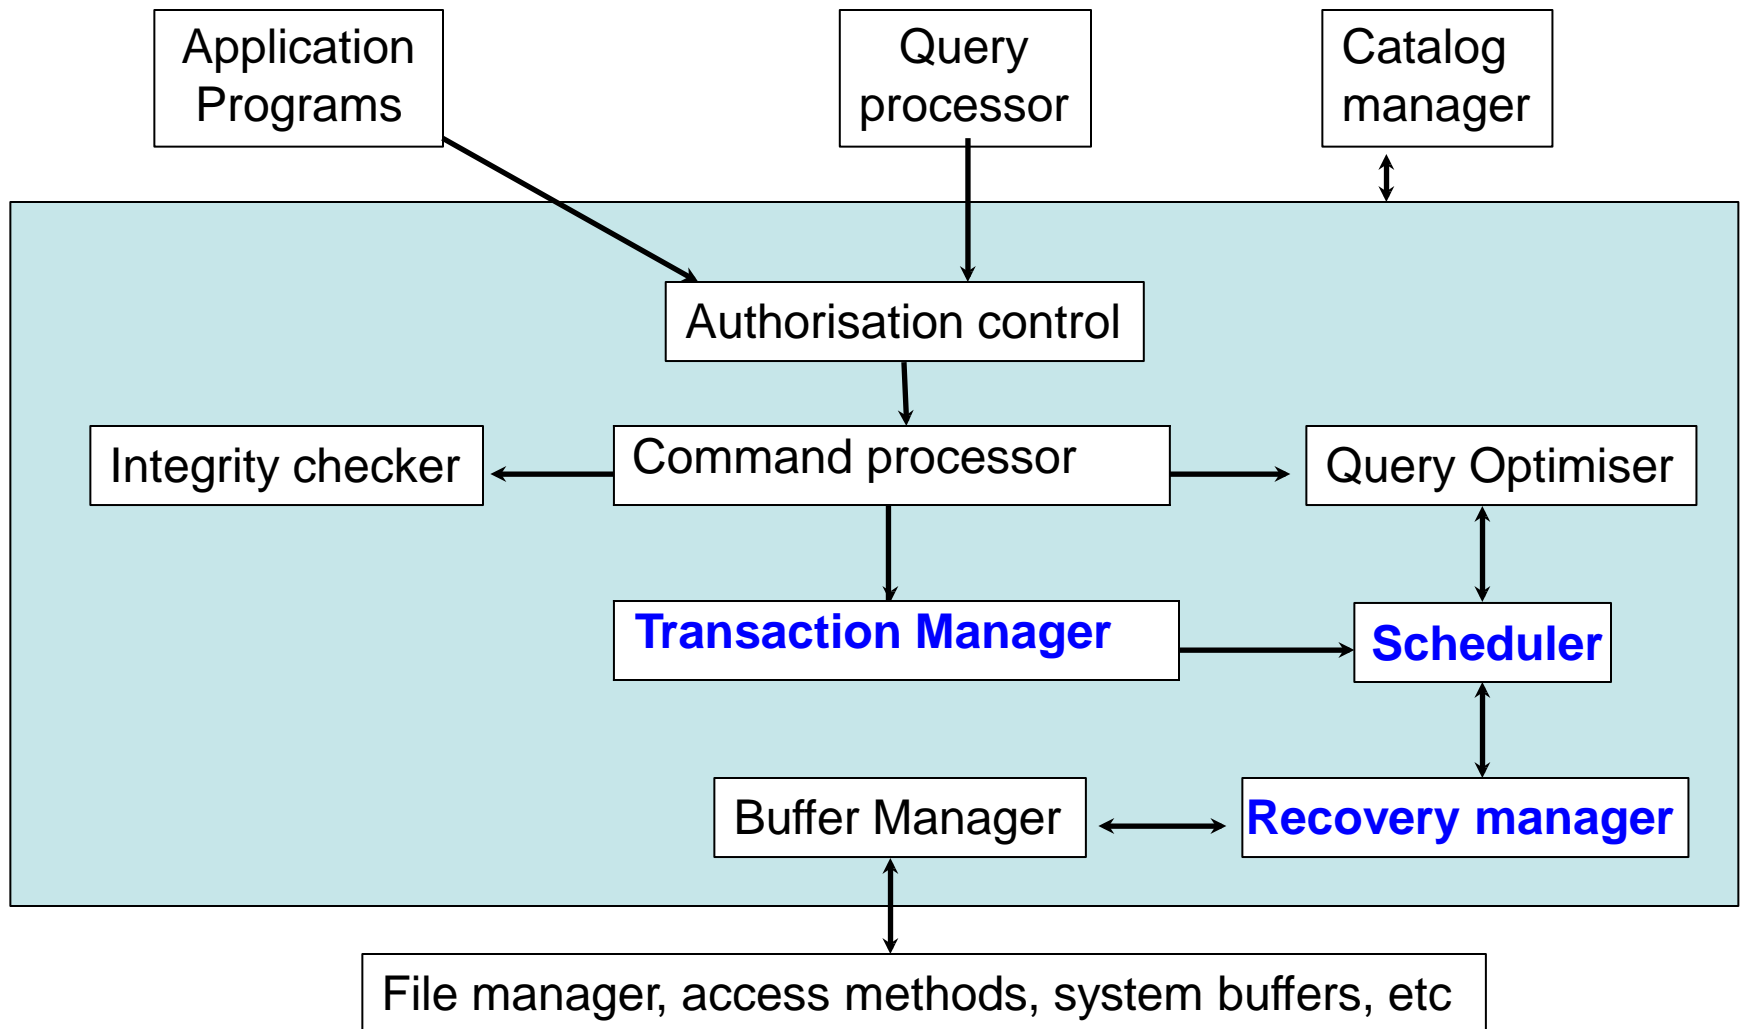 Application
Programs
Query
processor
Catalog
manager
Authorisation control
Integrity checker
Command processor
Query Optimiser
Transaction Manager
Scheduler
Buffer Manager
Recovery manager
File manager, access methods, system buffers, etc